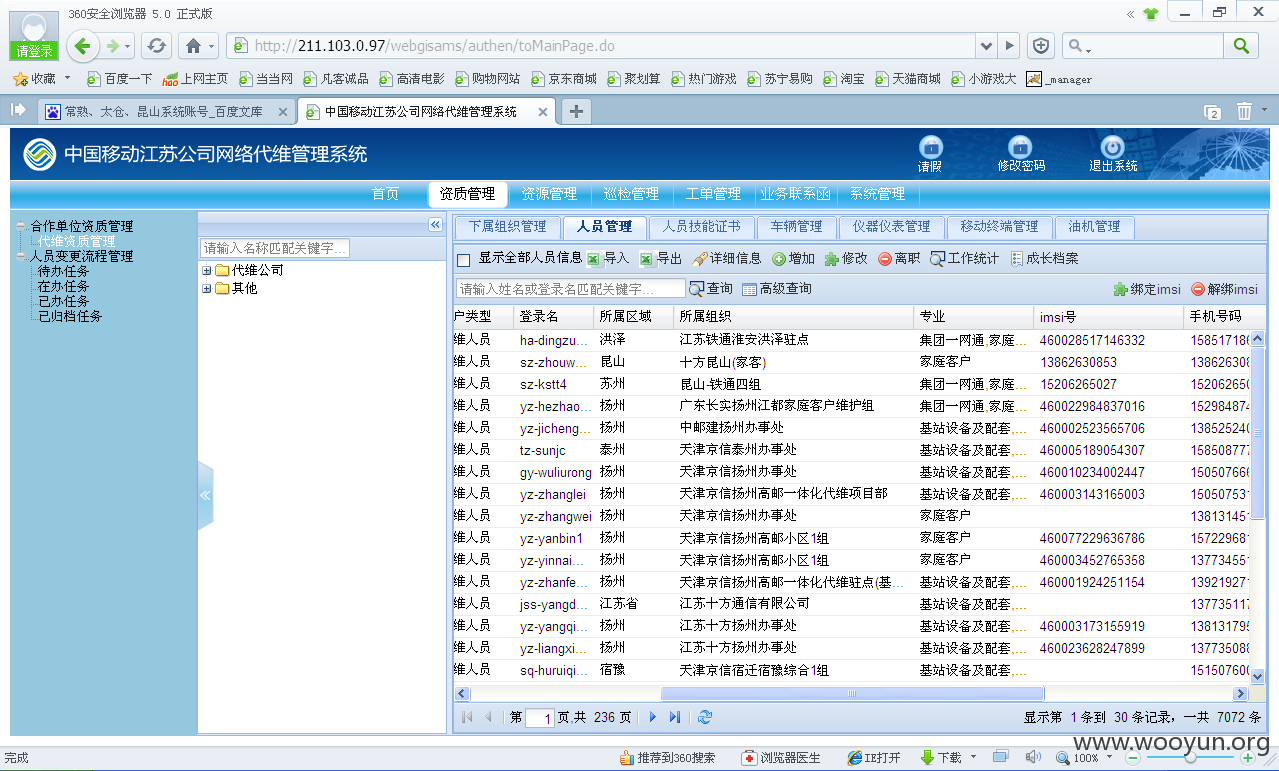 360安全浏览器 5.0 正式版
请登录
http://211.103.0.97/webgisams/authen/toMainPage.do
收藏 百度一下 上网主页 当当网 凡客诚品 高清电影 购物网站 京东商城 聚划算 热门游戏 苏宁易购 淘宝 天猫商城 小游戏大 _manager
常熟、太仓、昆山系统账号_百度文库 中国移动江苏公司网络代维管理系统 2
中国移动江苏公司网络代维管理系统 请假 修改密码 退出系统
首页 资质管理 资源管理 巡检管理 工单管理 业务联系函 系统管理
合作单位资质管理
代维资质管理
人员变更流程管理
待办任务
在办任务
已办任务
已归档任务
请输入名称匹配关键字...
代维公司
其他
下属组织管理 人员管理 人员技能证书 车辆管理 仪器仪表管理 移动终端管理 油机管理
显示全部人员信息 导入 导出 详细信息 增加 修改 离职 工作统计 成长档案
请输入姓名或登录名匹配关键字... 查询 高级查询 绑定imsi 解绑imsi
户类型 登录名 所属区域 所属组织 专业 imsi号 手机号码
维人员 ha-dingzu... 洪泽 江苏铁通淮安洪泽驻点 集团一网通,家庭... 460028517146332 158517186
维人员 sz-zhouw... 昆山 十方昆山(家客) 家庭客户 13862630853 138626308
维人员 sz-kstt4 苏州 昆山-铁通四组 集团一网通,家庭... 15206265027 152062650
维人员 yz-hezhao... 扬州 广东长实扬州江都家庭客户维护组 集团一网通,家庭... 460022984837016 152984874
维人员 yz-jicheng... 扬州 中邮建扬州办事处 基站设备及配套,... 460002523565706 138525240
维人员 tz-sunjc 泰州 天津京信泰州办事处 基站设备及配套,... 460005189054307 158508777
维人员 gy-wuliurong 扬州 天津京信扬州办事处 基站设备及配套,... 460010234002447 150507666
维人员 yz-zhanglei 扬州 天津京信扬州高邮一体化代维项目部 基站设备及配套,... 460003143165003 150507531
维人员 yz-zhangwei 扬州 天津京信扬州办事处 家庭客户 13813145
维人员 yz-yanbin1 扬州 天津京信扬州高邮小区1组 家庭客户 460077229636786 157229681
维人员 yz-yinnai... 扬州 天津京信扬州高邮小区1组 家庭客户 460003452765358 137734551
维人员 yz-zhanfe... 扬州 天津京信扬州高邮一体化代维驻点(基... 基站设备及配套,... 460001924251154 139219271
维人员 jss-yangd... 江苏省 江苏十方通信有限公司 基站设备及配套,... 137735117
维人员 yz-yangqi... 扬州 江苏十方扬州办事处 基站设备及配套,... 460003173155919 138131795
维人员 yz-liangxi... 扬州 江苏十方扬州办事处 基站设备及配套,... 460023628247899 137735088
维人员 sq-huruiqi... 宿豫 天津京信宿迁宿豫综合1组 基站设备及配套,... 151507600
第 1 页,共 236 页 显示第 1 条到 30 条记录，一共 7072 条
www.wooyun.org
完成 推荐到360搜索 浏览器医生 IE打开 下载 100%